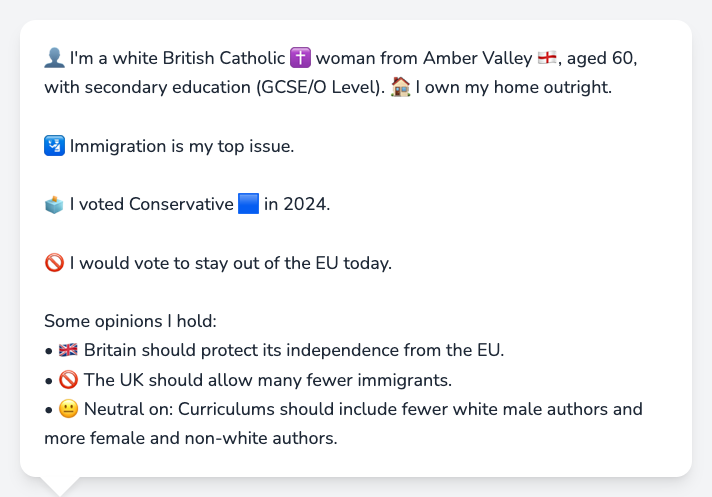 👤 I'm a white British Catholic ✝️ woman from Amber Valley 🏴󠁧󠁢󠁥󠁮󠁧󠁿, aged 60,
with secondary education (GCSE/O Level). 🏠 I own my home outright.
🛂 Immigration is my top issue.
🗳️ I voted Conservative 🟦 in 2024.
🚫 I would vote to stay out of the EU today.
Some opinions I hold:
• 🇬🇧 Britain should protect its independence from the EU.
• 🚫 The UK should allow many fewer immigrants.
• 😐 Neutral on: Curriculums should include fewer white male authors and
more female and non-white authors.